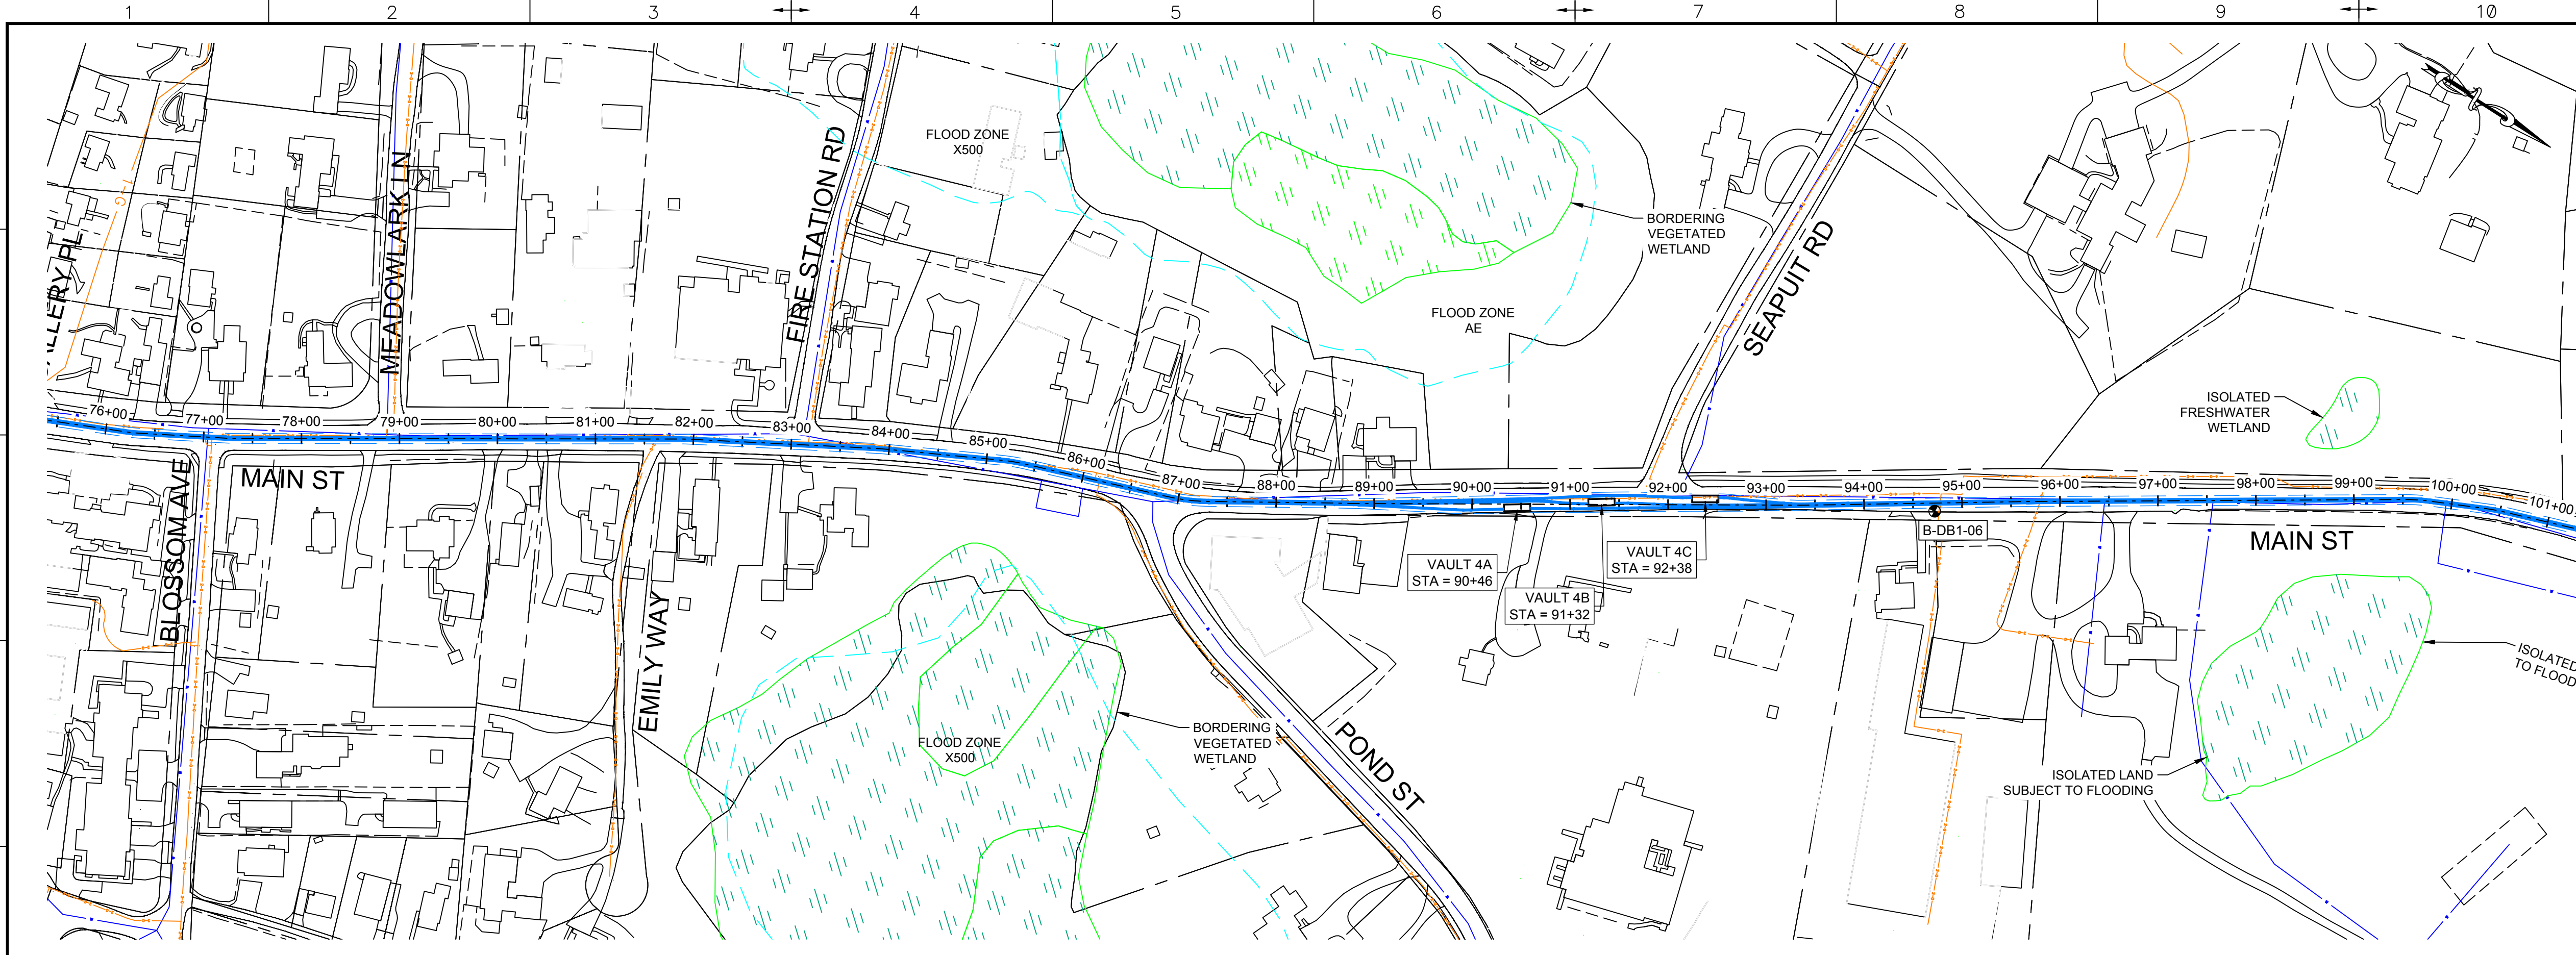 1 2 3 4 5 6 7 8 9 10
FLOOD ZONE
X500
BORDERING
VEGETATED
WETLAND
FLOOD ZONE
AE
MEADOWLARK LN
FIRE STATION RD
SEAPUIT RD
ISOLATED
FRESHWATER
WETLAND
76+00 77+00 78+00 79+00 80+00 81+00 82+00 83+00 84+00 85+00 86+00 87+00 88+00 89+00 90+00 91+00 92+00 93+00 94+00 95+00 96+00 97+00 98+00 99+00 100+00 101+00
MAIN ST
BLOSSOM AVE
EMILY WAY
VAULT 4A
STA = 90+46
VAULT 4B
STA = 91+32
VAULT 4C
STA = 92+38
B-DB1-06
MAIN ST
FLOOD ZONE
X500
BORDERING
VEGETATED
WETLAND
POND ST
ISOLATED LAND
SUBJECT TO FLOODING
ISOLATED
TO FLOOD